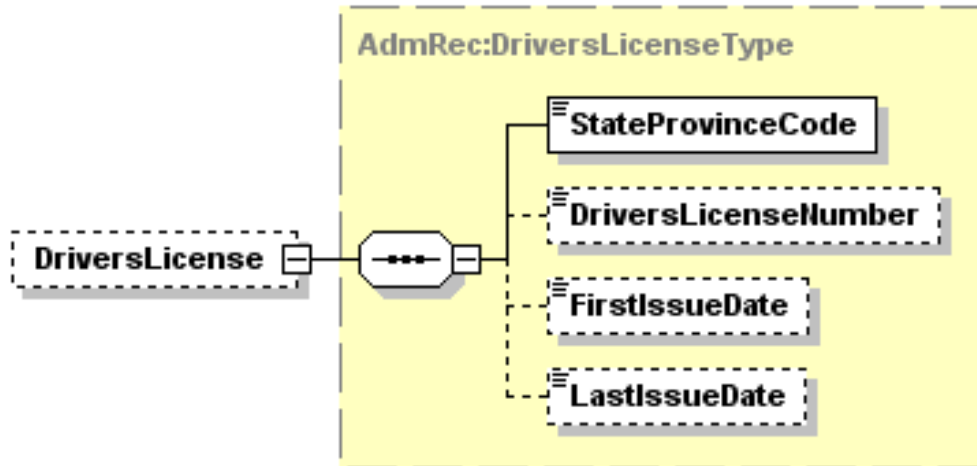 AdmRec:DriversLicenseType
StateProvinceCode
DriversLicenseNumber
DriversLicense
FirstIssueDate
LastIssueDate